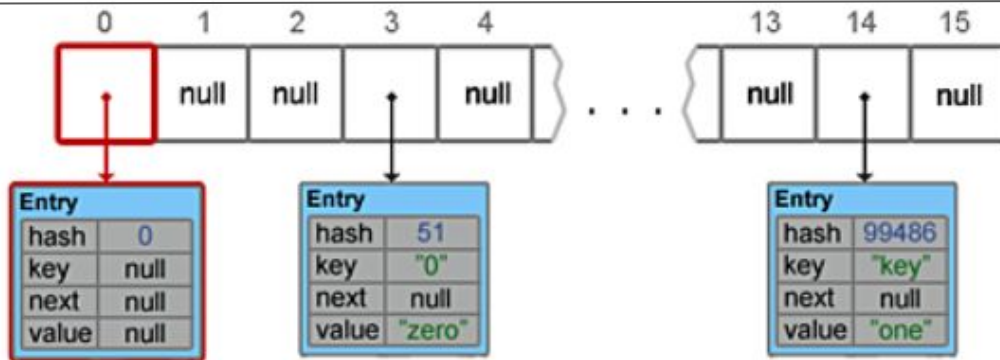 0 1 2 3 4 13 14 15
null null null . . . null null
Entry
hash 0
key null
next null
value null
Entry
hash 51
key "0"
next null
value "zero"
Entry
hash 99486
key "key"
next null
value "one"